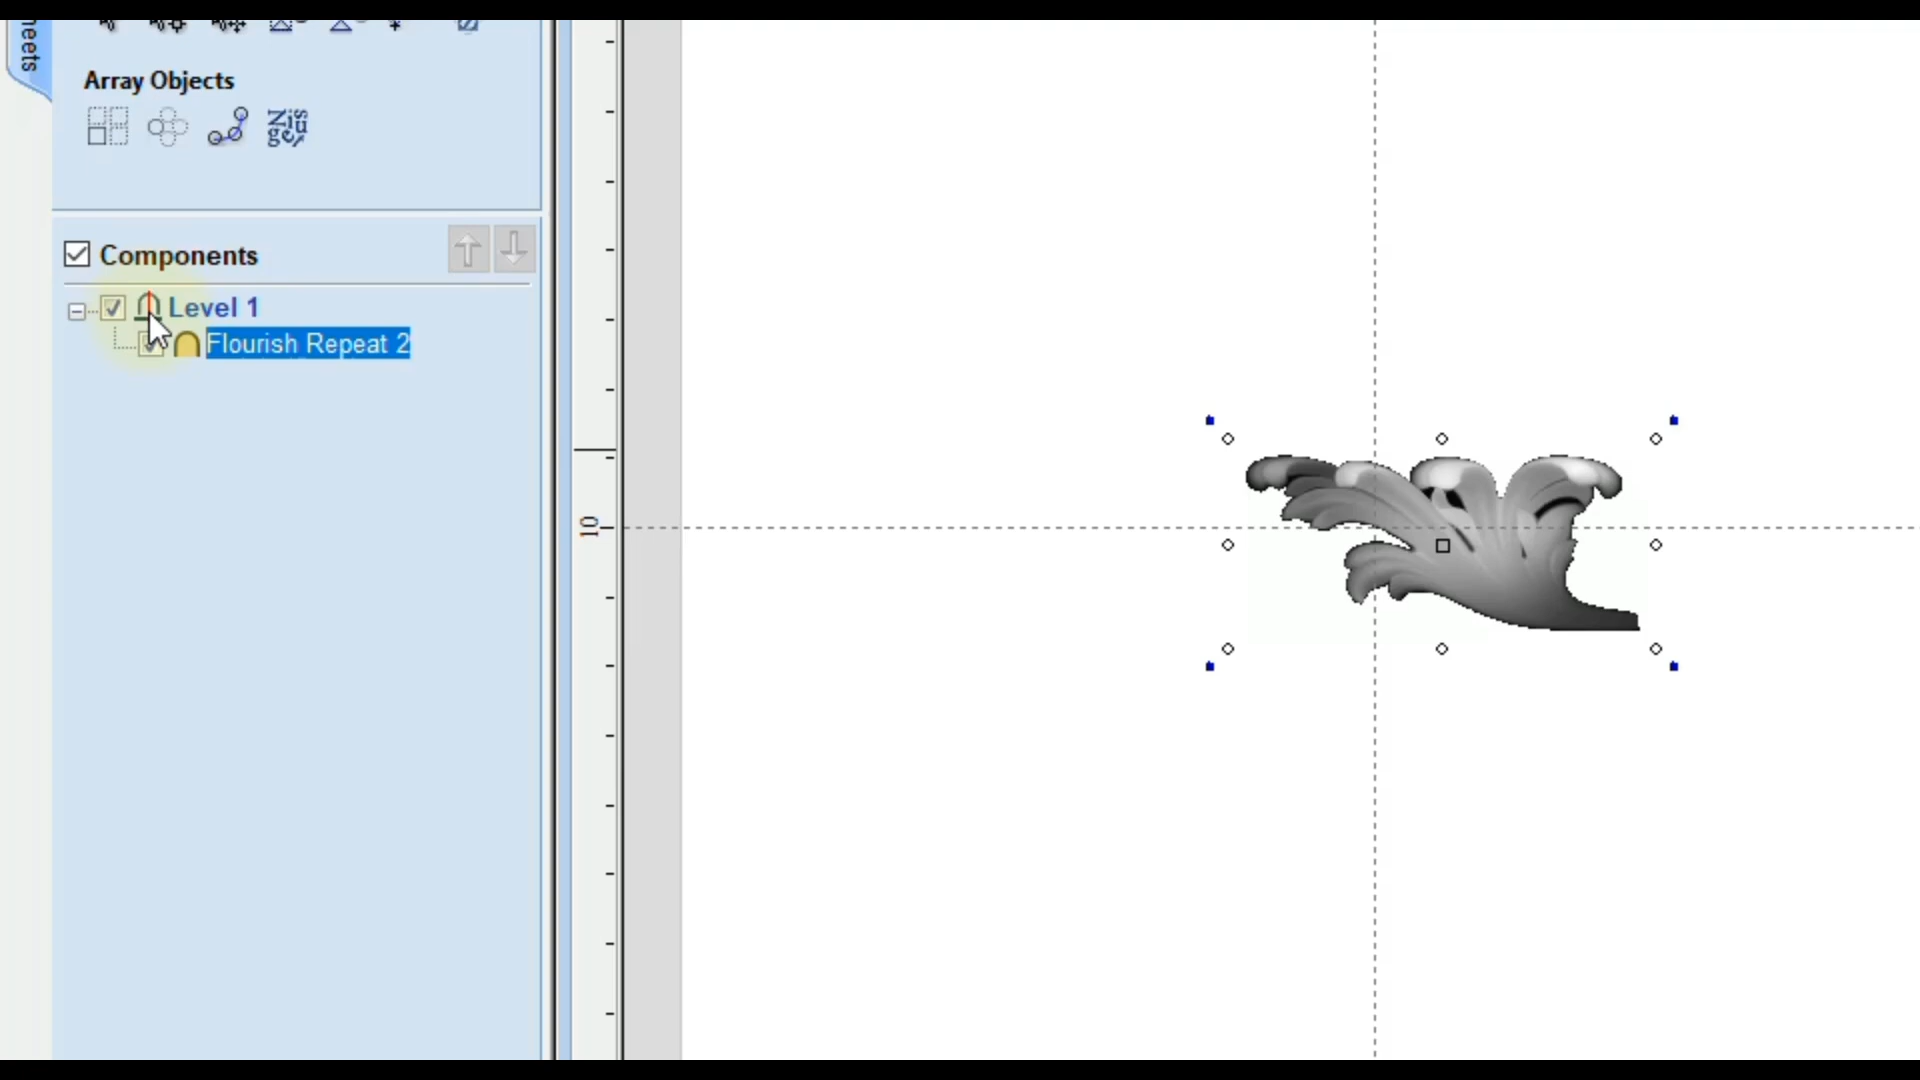 Array Objects
Components
Level 1
Flourish Repeat 2
10